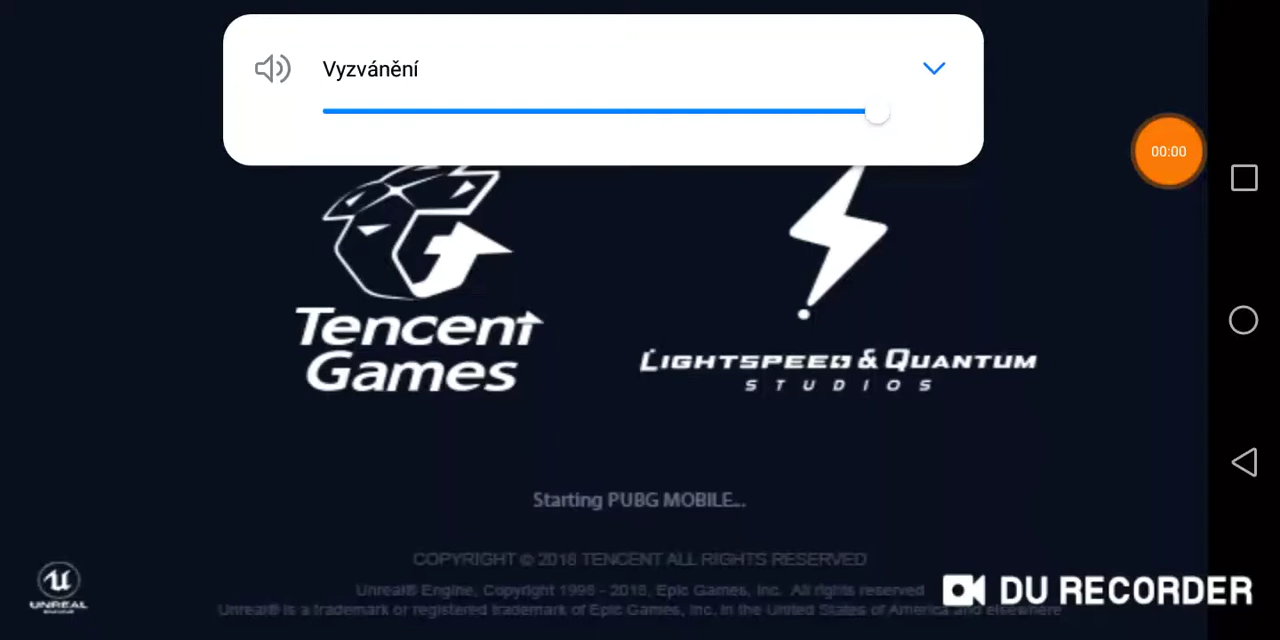 Vyzvánění
00:00
Tencent
Games
LIGHTSPEED & QUANTUM
STUDIOS
Starting PUBG MOBILE...
COPYRIGHT © 2018 TENCENT ALL RIGHTS RESERVED
Unreal® Engine, Copyright 1998 - 2018, Epic Games, Inc. All rights reserved
Unreal® is a trademark or registered trademark of Epic Games, Inc. in the United States of America and elsewhere
UNREAL
DU RECORDER